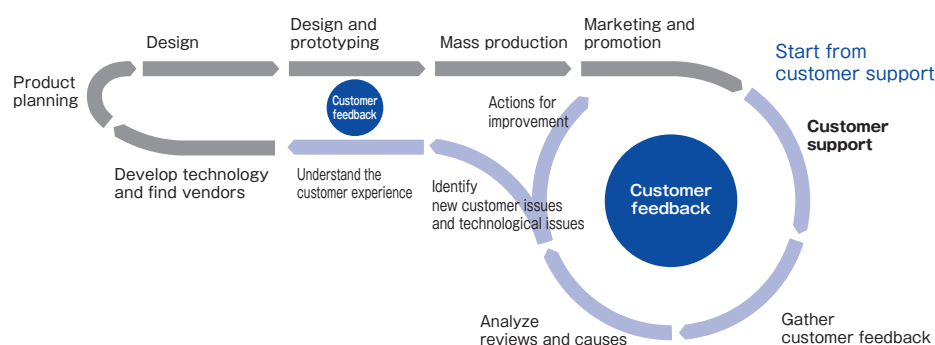 Design
Design and
prototyping
Mass production
Marketing and
promotion
Start from
customer support
Product
planning
Customer
feedback
Actions for
improvement
Customer
support
Develop technology
and find vendors
Understand the
customer experience
Identify
new customer issues
and technological issues
Customer
feedback
Analyze
reviews and causes
Gather
customer feedback